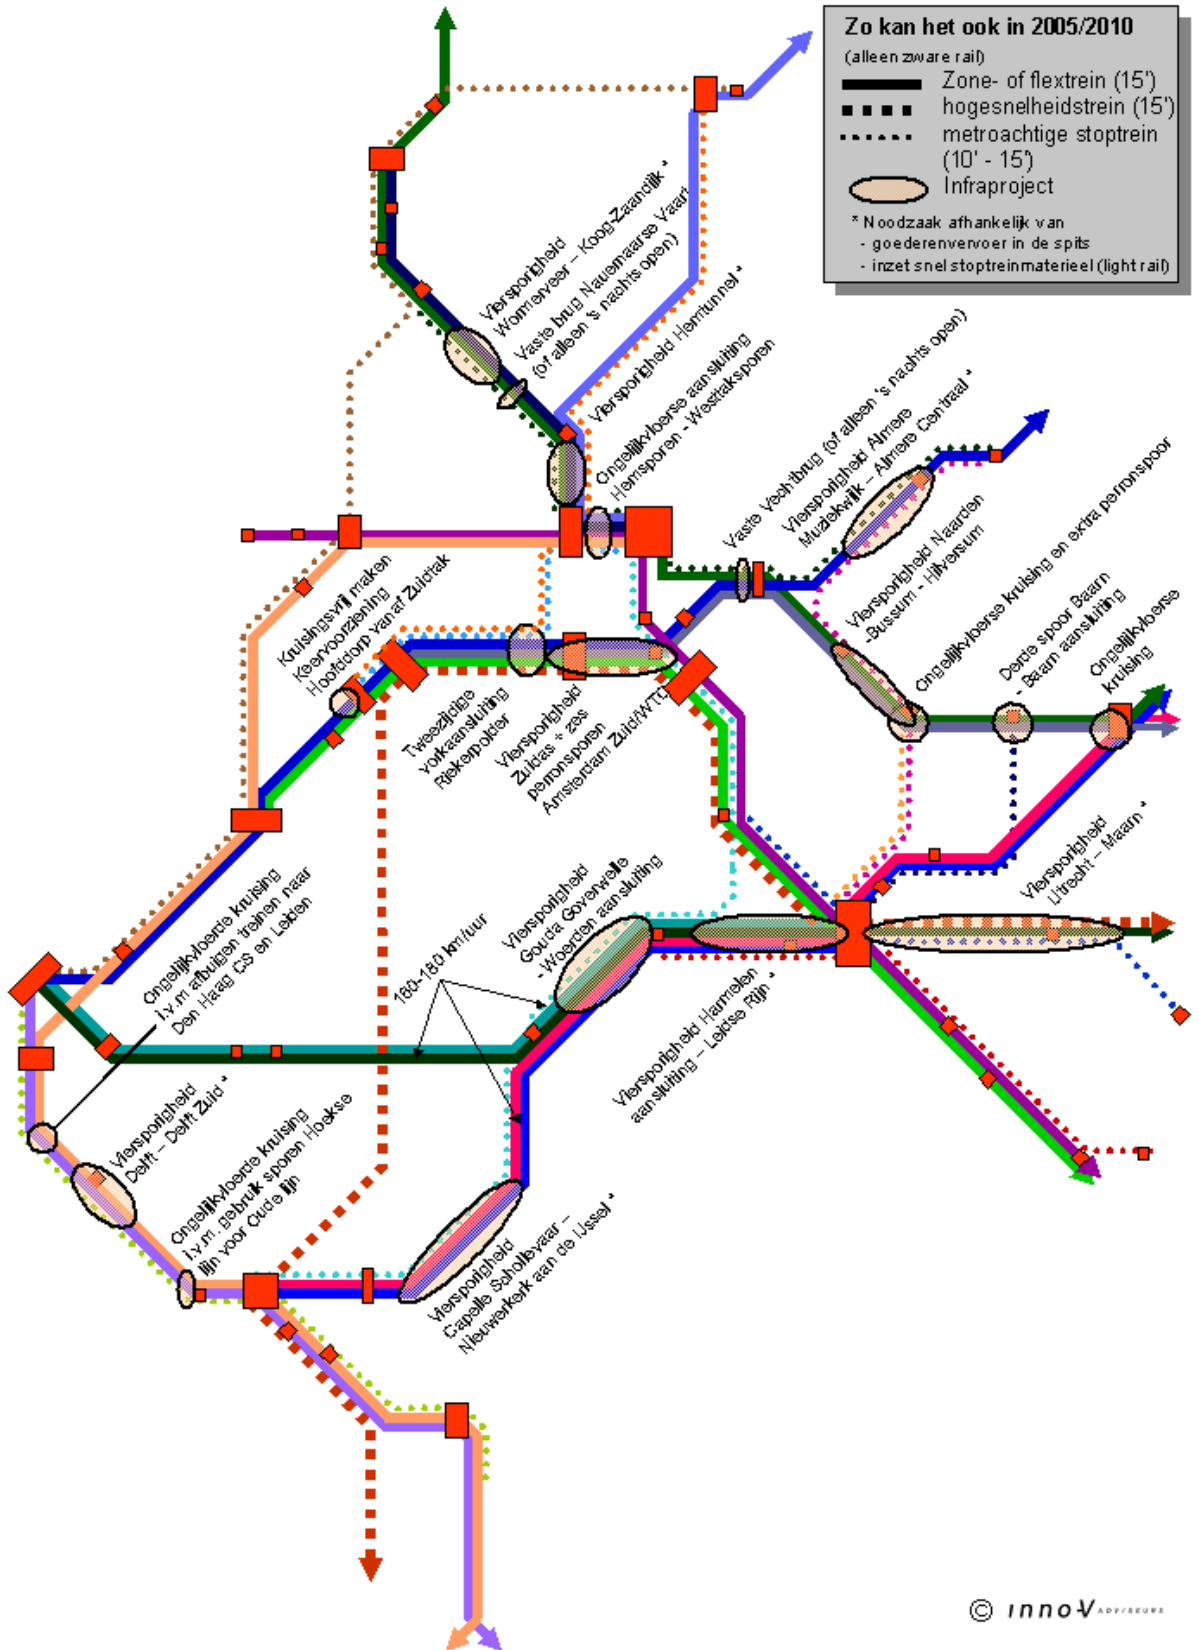 Zo kan het ook in 2005/2010
(alleen zware rail)
Zone- of flextrein (15')
hogesnelheidstrein (15')
metroachtige stoptrein
(10' - 15')
Infraproject
* Noodzaak afhankelijk van
- goederenvervoer in de spits
- inzet snel stoptreinmaterieel (light rail)
Viersporigheid
Wormerveer – Koog-Zaandijk *
Vaste brug Nauernaarse Vaart
(of alleen 's nachts open)
Viersporigheid Hemtunnel *
Ongelijkvloerse aansluiting
Hemsporen - Westtaksporen
Vaste Vechtbrug (of alleen 's nachts open)
Viersporigheid Almere
Muziekwijk – Almere Centraal *
Viersporigheid Naarden
-Bussum - Hilversum
Ongelijkvloerse kruising en extra perronspoor
Derde spoor Baarn
- Baarn aansluiting
Ongelijkvloerse
kruising
Kruisingsvrij maken
Keervoorziening
Hoofddorp vanaf Zuidtak
Tweezijdige
vorkaansluiting
Riekerpolder
Viersporigheid
Zuidas + zes
perronsporen
Amsterdam Zuid/WTC
Viersporigheid
Utrecht – Maarn *
Ongelijkvloerde kruising
i.v.m. afbuigen treinen naar
Den Haag CS en Leiden
160-180 km/uur
Viersporigheid
Gouda Goverwelle
- Woerden aansluiting
Viersporigheid Harmelen
aansluiting – Leidse Rijn *
Viersporigheid
Delft – Delft Zuid *
Ongelijkvloerde kruising
i.v.m. gebruik sporen Hoekse
lijn voor Oude lijn
Viersporigheid
Capelle Schollevaar –
Nieuwerkerk aan de IJssel *
© inno-V ADVISEURS